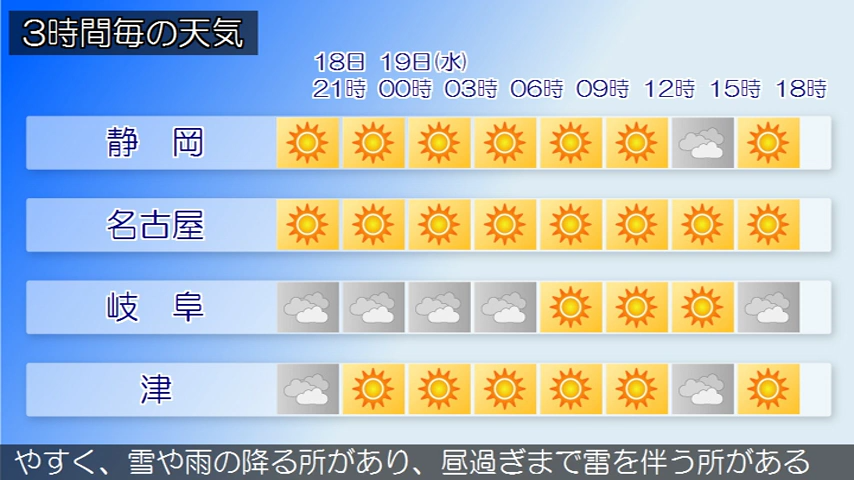 3時間毎の天気
18日 19日(水)
21時 00時 03時 06時 09時 12時 15時 18時
静 岡
名古屋
岐 阜
津
やすく、雪や雨の降る所があり、昼過ぎまで雷を伴う所がある